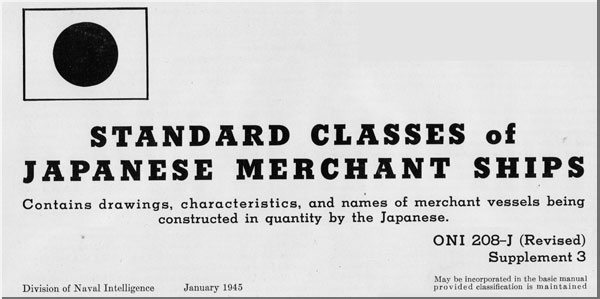 STANDARD CLASSES of
JAPANESE MERCHANT SHIPS
Contains drawings, characteristics, and names of merchant vessels being
constructed in quantity by the Japanese.
ONI 208-J (Revised)
Supplement 3
Division of Naval Intelligence January 1945
May be incorporated in the basic manual
provided classification is maintained